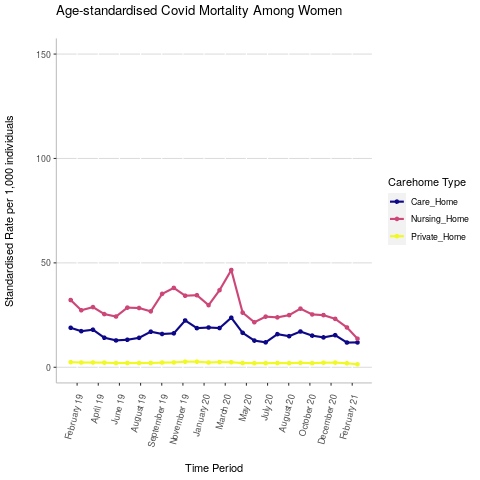 Age-standardised Covid Mortality Among Women
Standardised Rate per 1,000 individuals
150
100
50
0
February 19
April 19
June 19
August 19
September 19
November 19
January 20
March 20
May 20
July 20
August 20
October 20
December 20
February 21
Time Period
Carehome Type
Care_Home
Nursing_Home
Private_Home